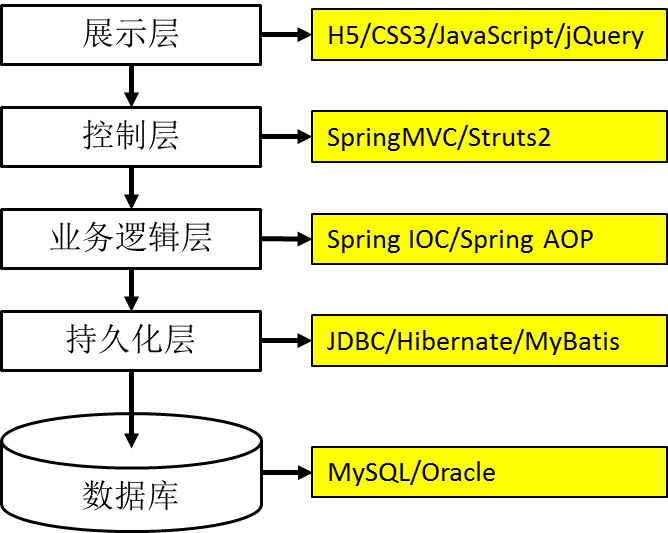 展示层
H5/CSS3/JavaScript/jQuery
控制层
SpringMVC/Struts2
业务逻辑层
Spring IOC/Spring AOP
持久化层
JDBC/Hibernate/MyBatis
数据库
MySQL/Oracle